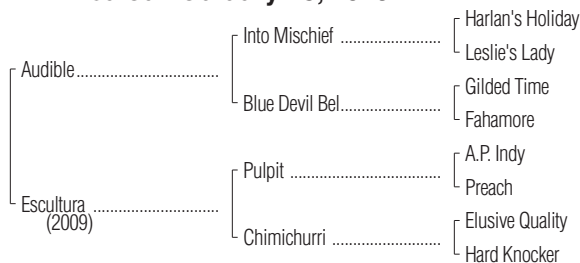 Harlan's Holiday
Into Mischief ........................
Leslie's Lady
Audible..................................
Gilded Time
Blue Devil Bel........................
Fahamore
A.P. Indy
Pulpit ....................................
Preach
Escultura ..............................
(2009)
Elusive Quality
Chimichurri ..........................
Hard Knocker